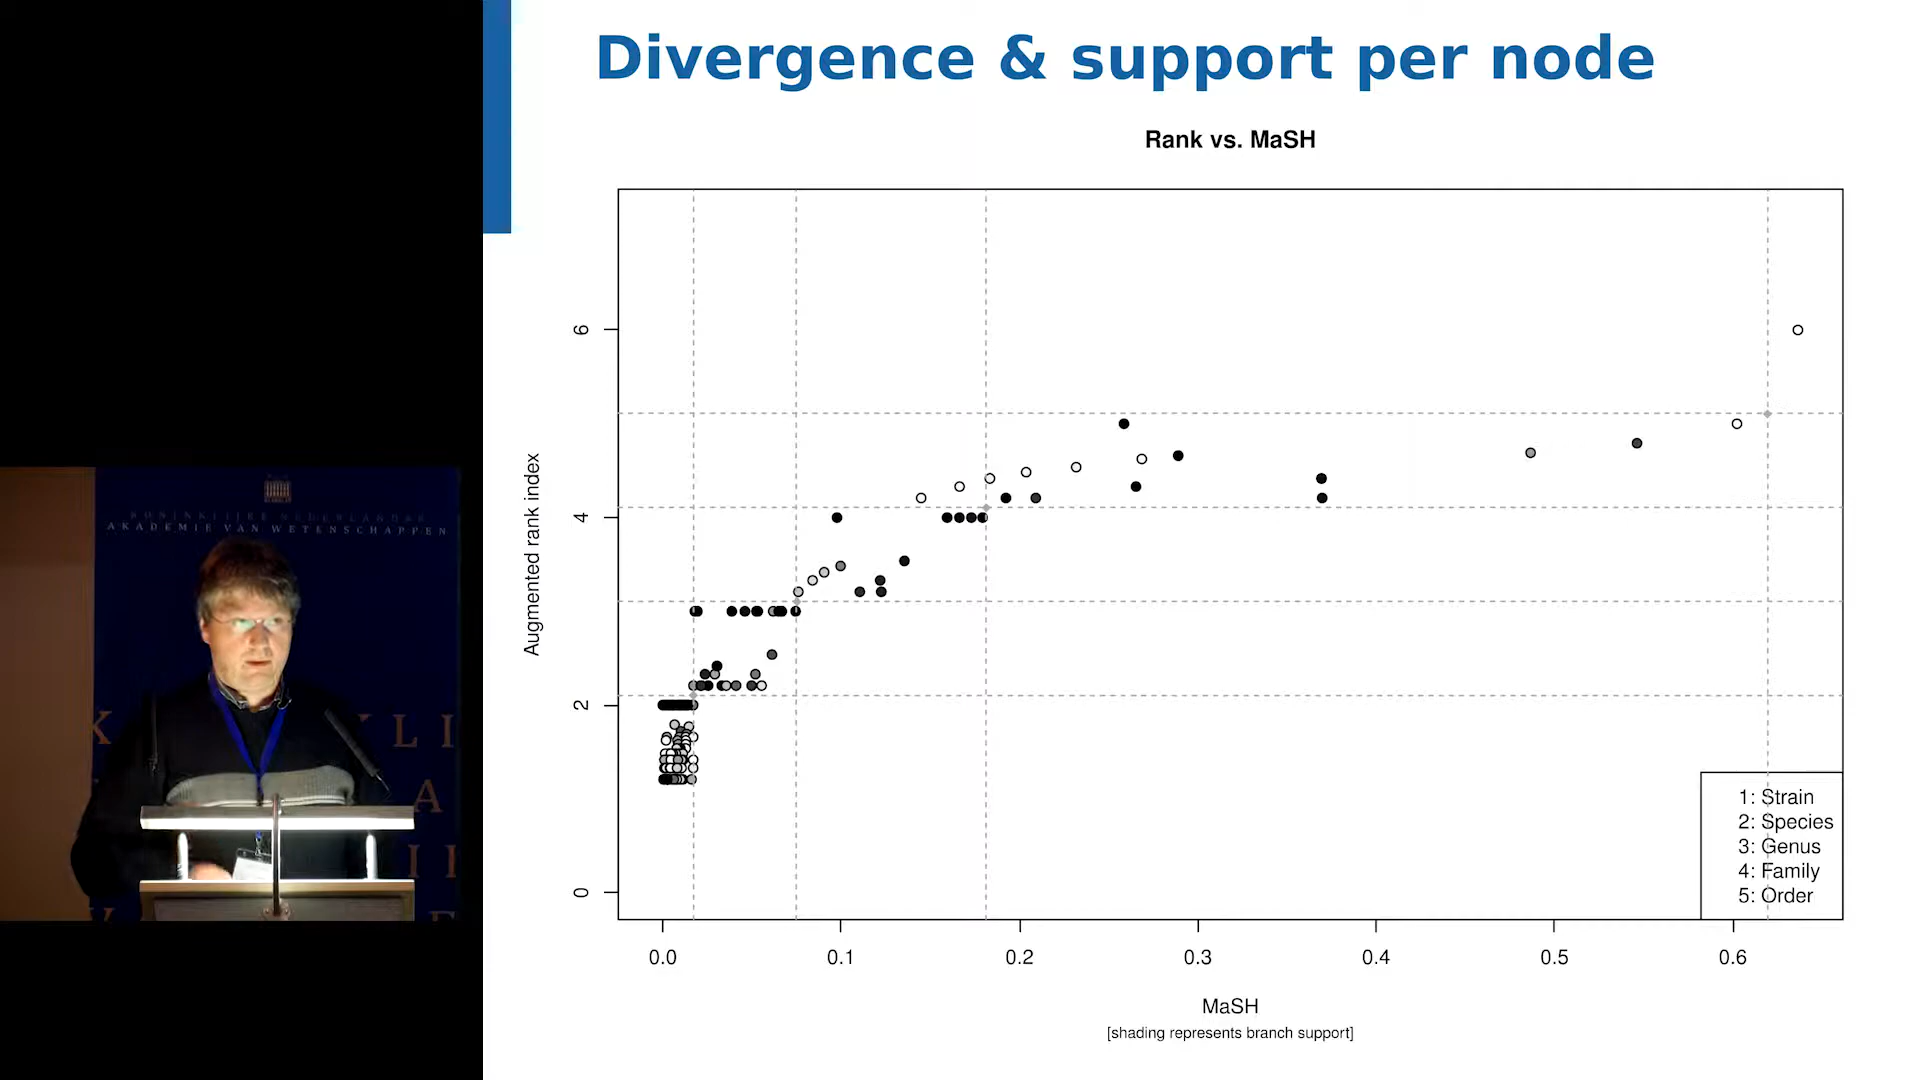 Divergence & support per node
Rank vs. MaSH
Augmented rank index
6
4
2
0
0.0 0.1 0.2 0.3 0.4 0.5 0.6
MaSH
[shading represents branch support]
1: Strain
2: Species
3: Genus
4: Family
5: Order
KONINKLIJKE NEDERLANDSE
AKADEMIE VAN WETENSCHAPPEN
K L I
A